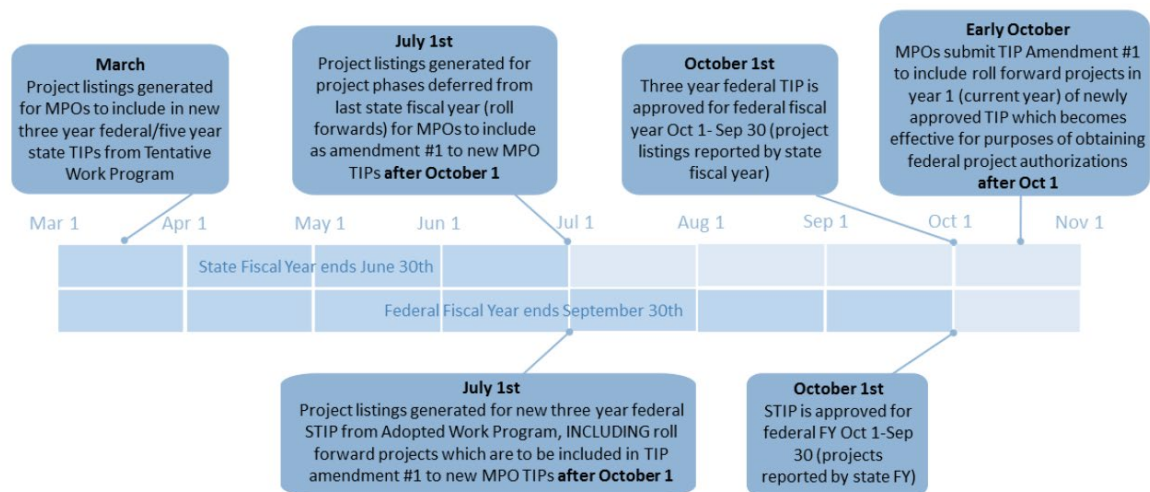 March
Project listings generated
for MPOs to include in new
three year federal/five year
state TIPs from Tentative
Work Program
July 1st
Project listings generated for
project phases deferred from
last state fiscal year (roll
forwards) for MPOs to include
as amendment #1 to new MPO
TIPs after October 1
October 1st
Three year federal TIP is
approved for federal fiscal
year Oct 1- Sep 30 (project
listings reported by state
fiscal year)
Early October
MPOs submit TIP Amendment #1
to include roll forward projects in
year 1 (current year) of newly
approved TIP which becomes
effective for purposes of obtaining
federal project authorizations
after Oct 1
Mar 1
Apr 1
May 1
Jun 1
Jul 1
Aug 1
Sep 1
Oct 1
Nov 1
State Fiscal Year ends June 30th
Federal Fiscal Year ends September 30th
July 1st
Project listings generated for new three year federal
STIP from Adopted Work Program, INCLUDING roll
forward projects which are to be included in TIP
amendment #1 to new MPO TIPs after October 1
October 1st
STIP is approved for
federal FY Oct 1-Sep
30 (projects
reported by state FY)